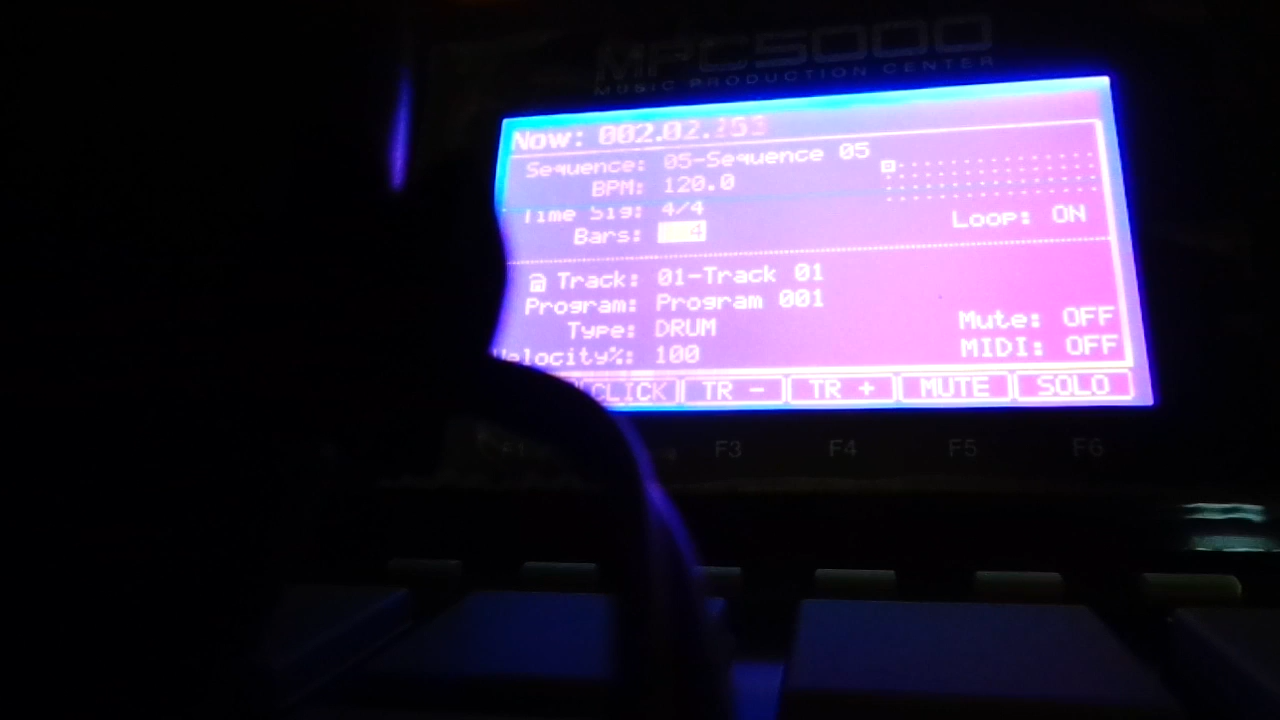 MPC5000
MUSIC PRODUCTION CENTER
Now: 002.02.
Sequence: 05-Sequence 05
BPM: 120.0
Time Sig: 4/4
Loop: ON
Bars: 4
Track: 01-Track 01
Program: Program 001
Type: DRUM
Mute: OFF
Velocity%: 100
MIDI: OFF
CLICK TR - TR + MUTE SOLO
F3 F4 F5 F6